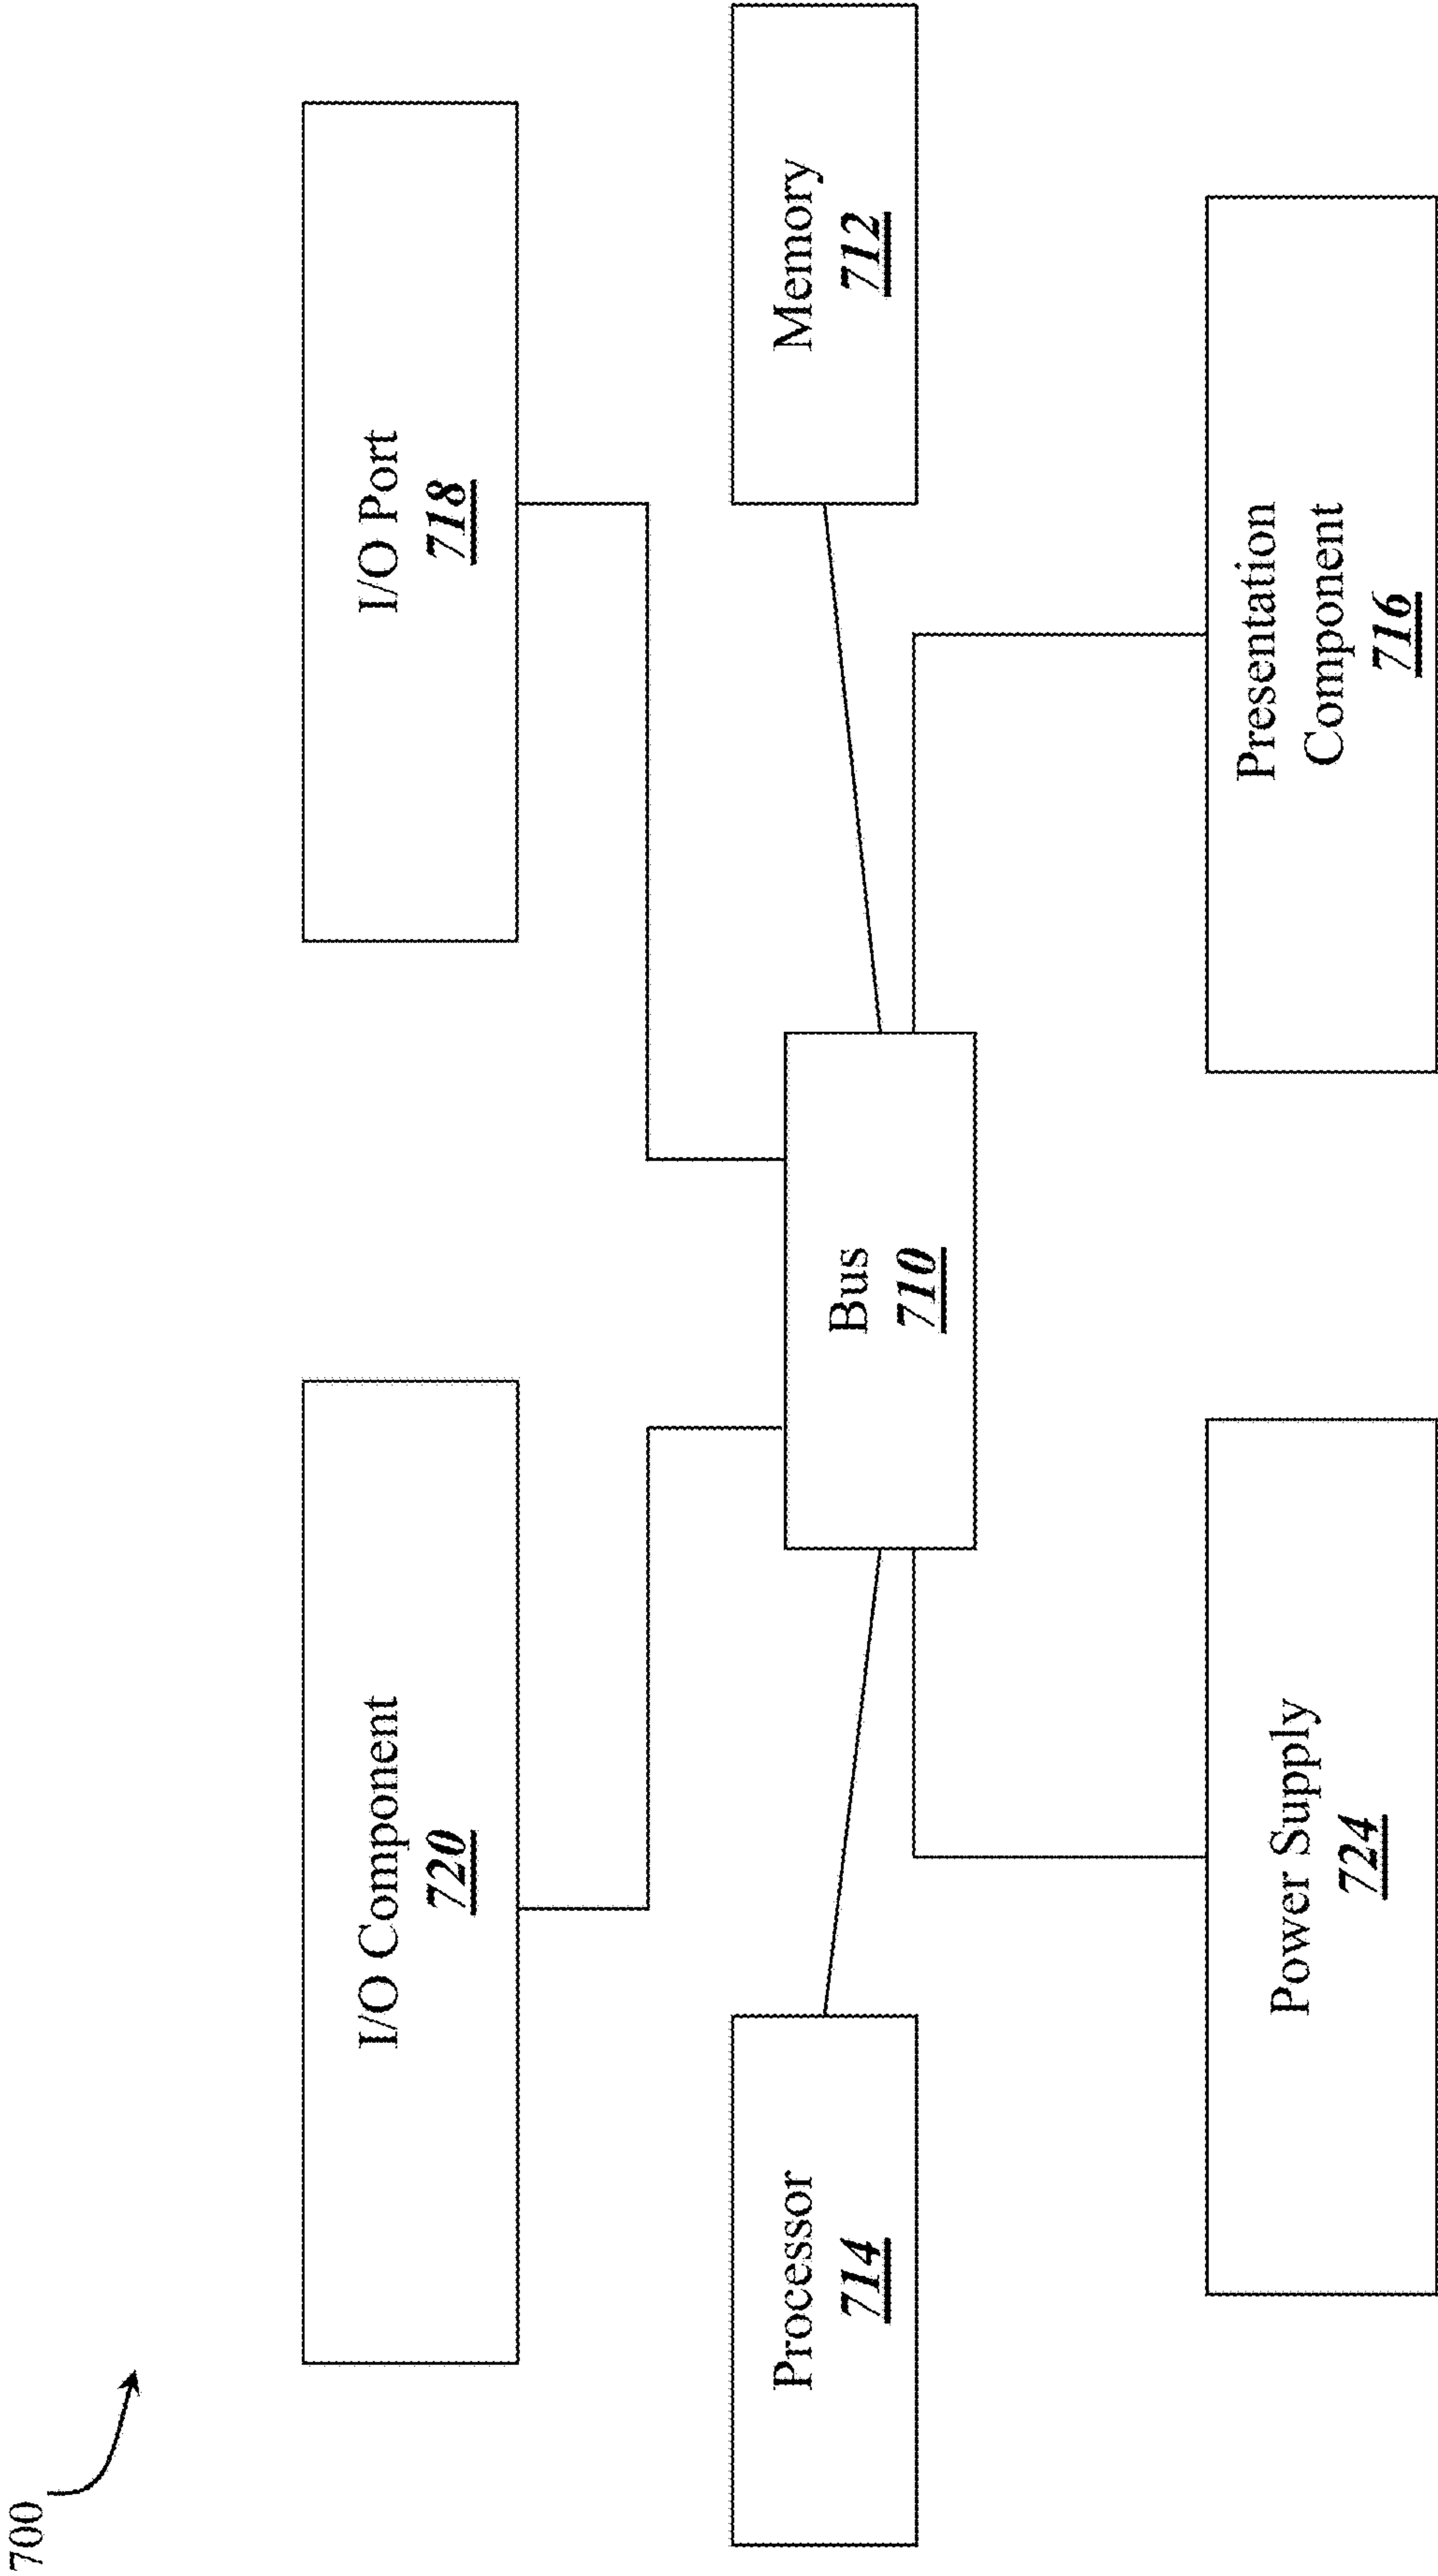 700
I/O Component
720
I/O Port
718
Processor
714
Bus
710
Memory
712
Power Supply
724
Presentation
Component
716